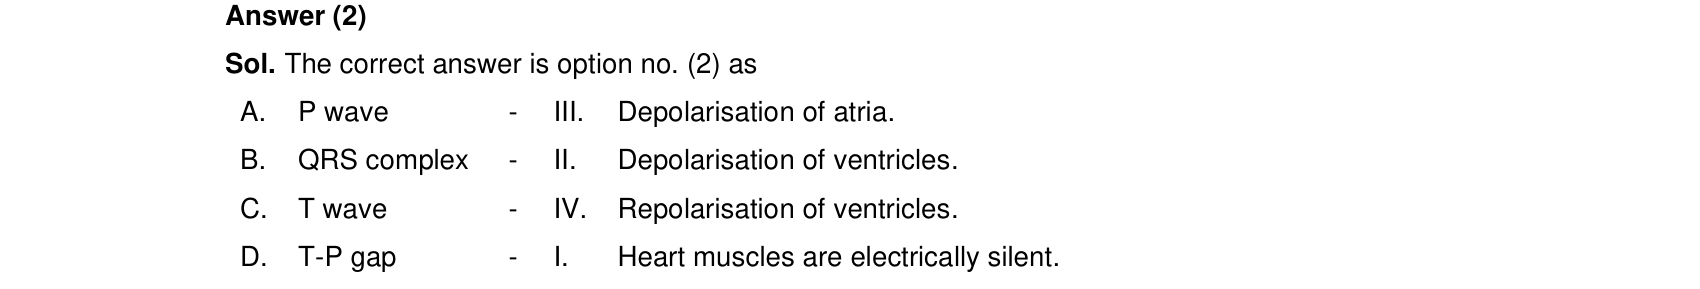 Answer (2)
Sol. The correct answer is option no. (2) as
A. P wave - III. Depolarisation of atria.
B. QRS complex - II. Depolarisation of ventricles.
C. T wave - IV. Repolarisation of ventricles.
D. T-P gap - I. Heart muscles are electrically silent.